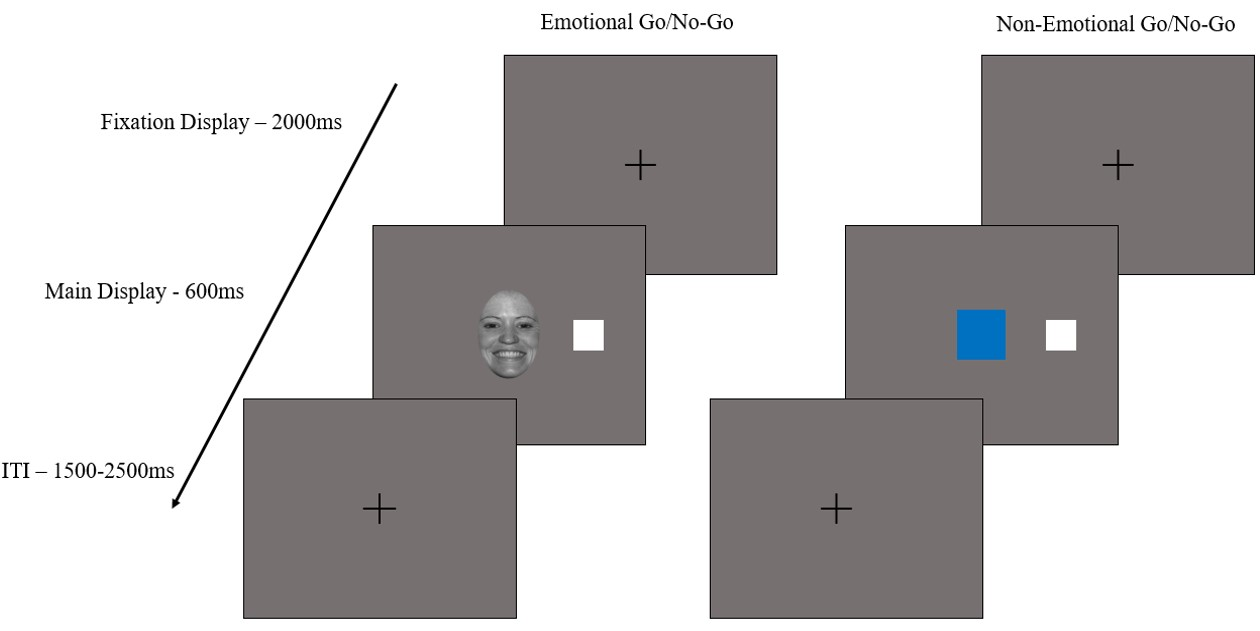 Emotional Go/No-Go
Non-Emotional Go/No-Go
Fixation Display – 2000ms
Main Display - 600ms
ITI – 1500-2500ms